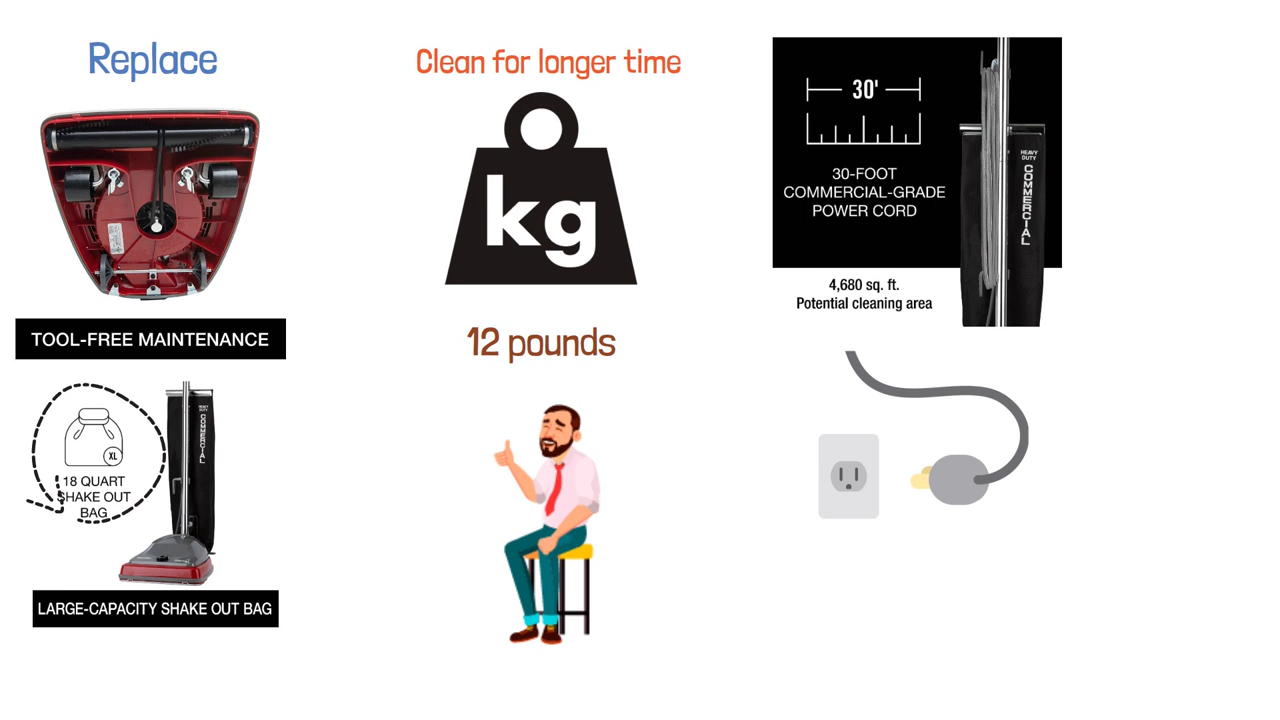 Replace
TOOL-FREE MAINTENANCE
XL
18 QUART
SHAKE OUT
BAG
HEAVY
DUTY
COMMERCIAL
LARGE-CAPACITY SHAKE OUT BAG
Clean for longer time
kg
12 pounds
30'
30-FOOT
COMMERCIAL-GRADE
POWER CORD
HEAVY
DUTY
COMMERCIAL
4,680 sq. ft.
Potential cleaning area